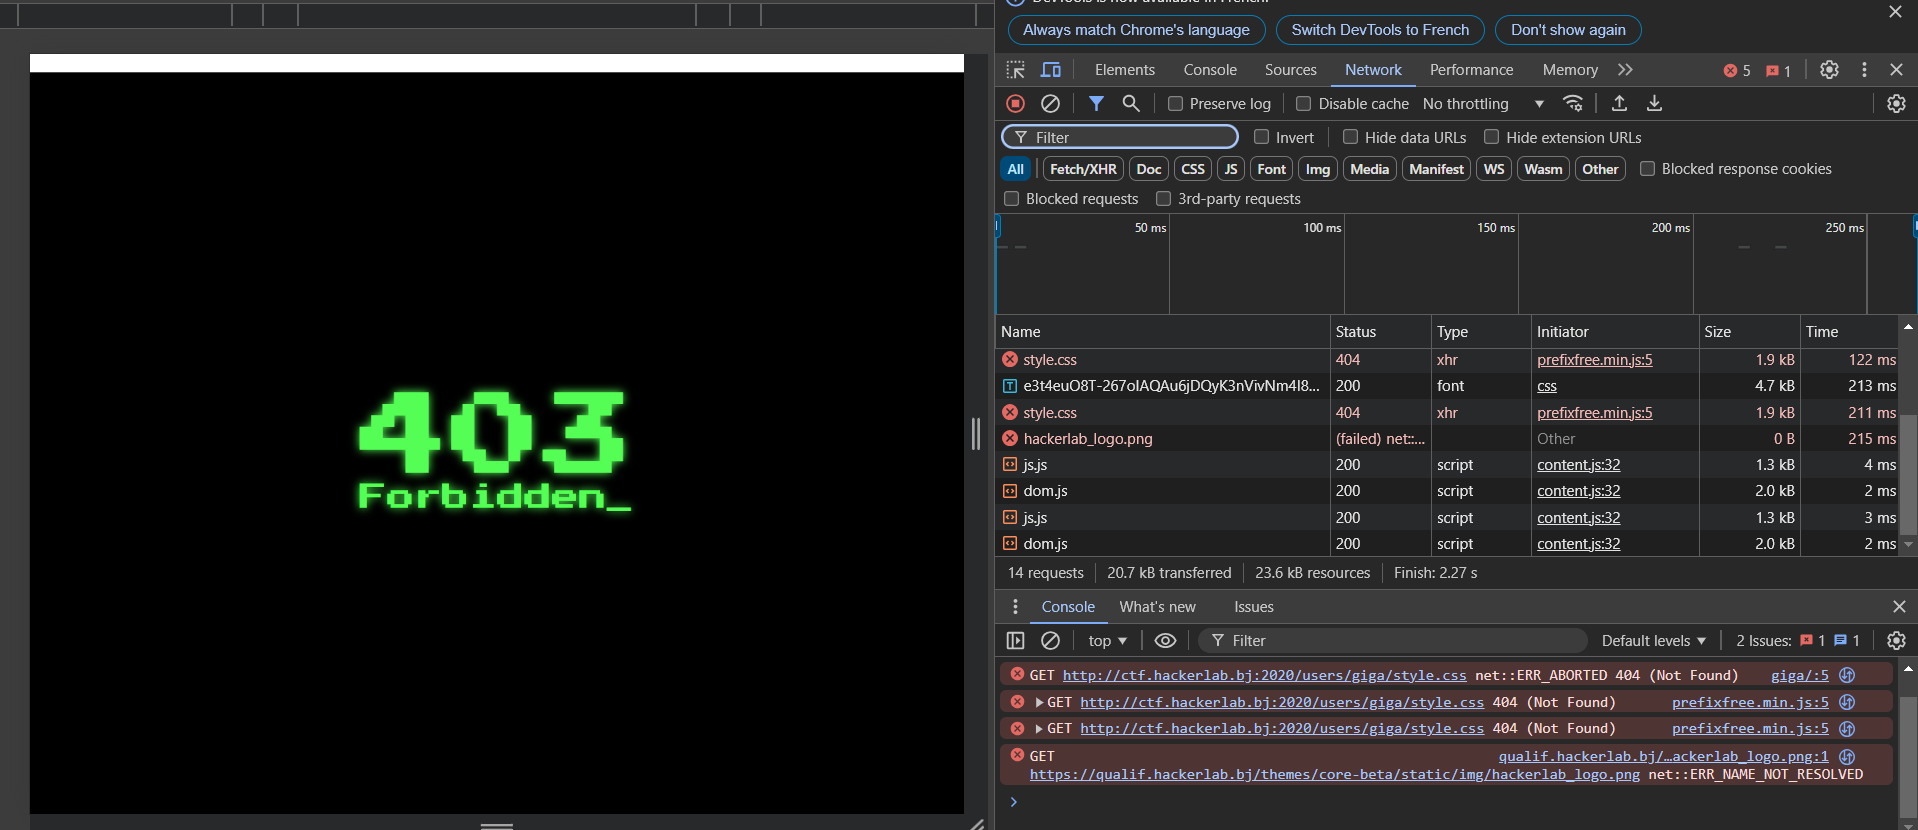 DevTools is now available in French!
Always match Chrome's language Switch DevTools to French Don't show again
Elements Console Sources Network Performance Memory 5 1
Preserve log Disable cache No throttling
Filter Invert Hide data URLs Hide extension URLs
All Fetch/XHR Doc CSS JS Font Img Media Manifest WS Wasm Other Blocked response cookies
Blocked requests 3rd-party requests
50 ms 100 ms 150 ms 200 ms 250 ms
Name Status Type Initiator Size Time
style.css 404 xhr prefixfree.min.js:5 1.9 kB 122 ms
e3t4euO8T-267oIAQAu6jDQyK3nVivNm4I8... 200 font css 4.7 kB 213 ms
style.css 404 xhr prefixfree.min.js:5 1.9 kB 211 ms
hackerlab_logo.png (failed) net::... Other 0 B 215 ms
js.js 200 script content.js:32 1.3 kB 4 ms
dom.js 200 script content.js:32 2.0 kB 2 ms
js.js 200 script content.js:32 1.3 kB 3 ms
dom.js 200 script content.js:32 2.0 kB 2 ms
14 requests 20.7 kB transferred 23.6 kB resources Finish: 2.27 s
Console What's new Issues
top Filter Default levels 2 Issues: 1 1
GET http://ctf.hackerlab.bj:2020/users/giga/style.css net::ERR_ABORTED 404 (Not Found) giga/:5
GET http://ctf.hackerlab.bj:2020/users/giga/style.css 404 (Not Found) prefixfree.min.js:5
GET http://ctf.hackerlab.bj:2020/users/giga/style.css 404 (Not Found) prefixfree.min.js:5
GET qualif.hackerlab.bj/…ackerlab_logo.png:1
https://qualif.hackerlab.bj/themes/core-beta/static/img/hackerlab_logo.png net::ERR_NAME_NOT_RESOLVED
403
Forbidden_